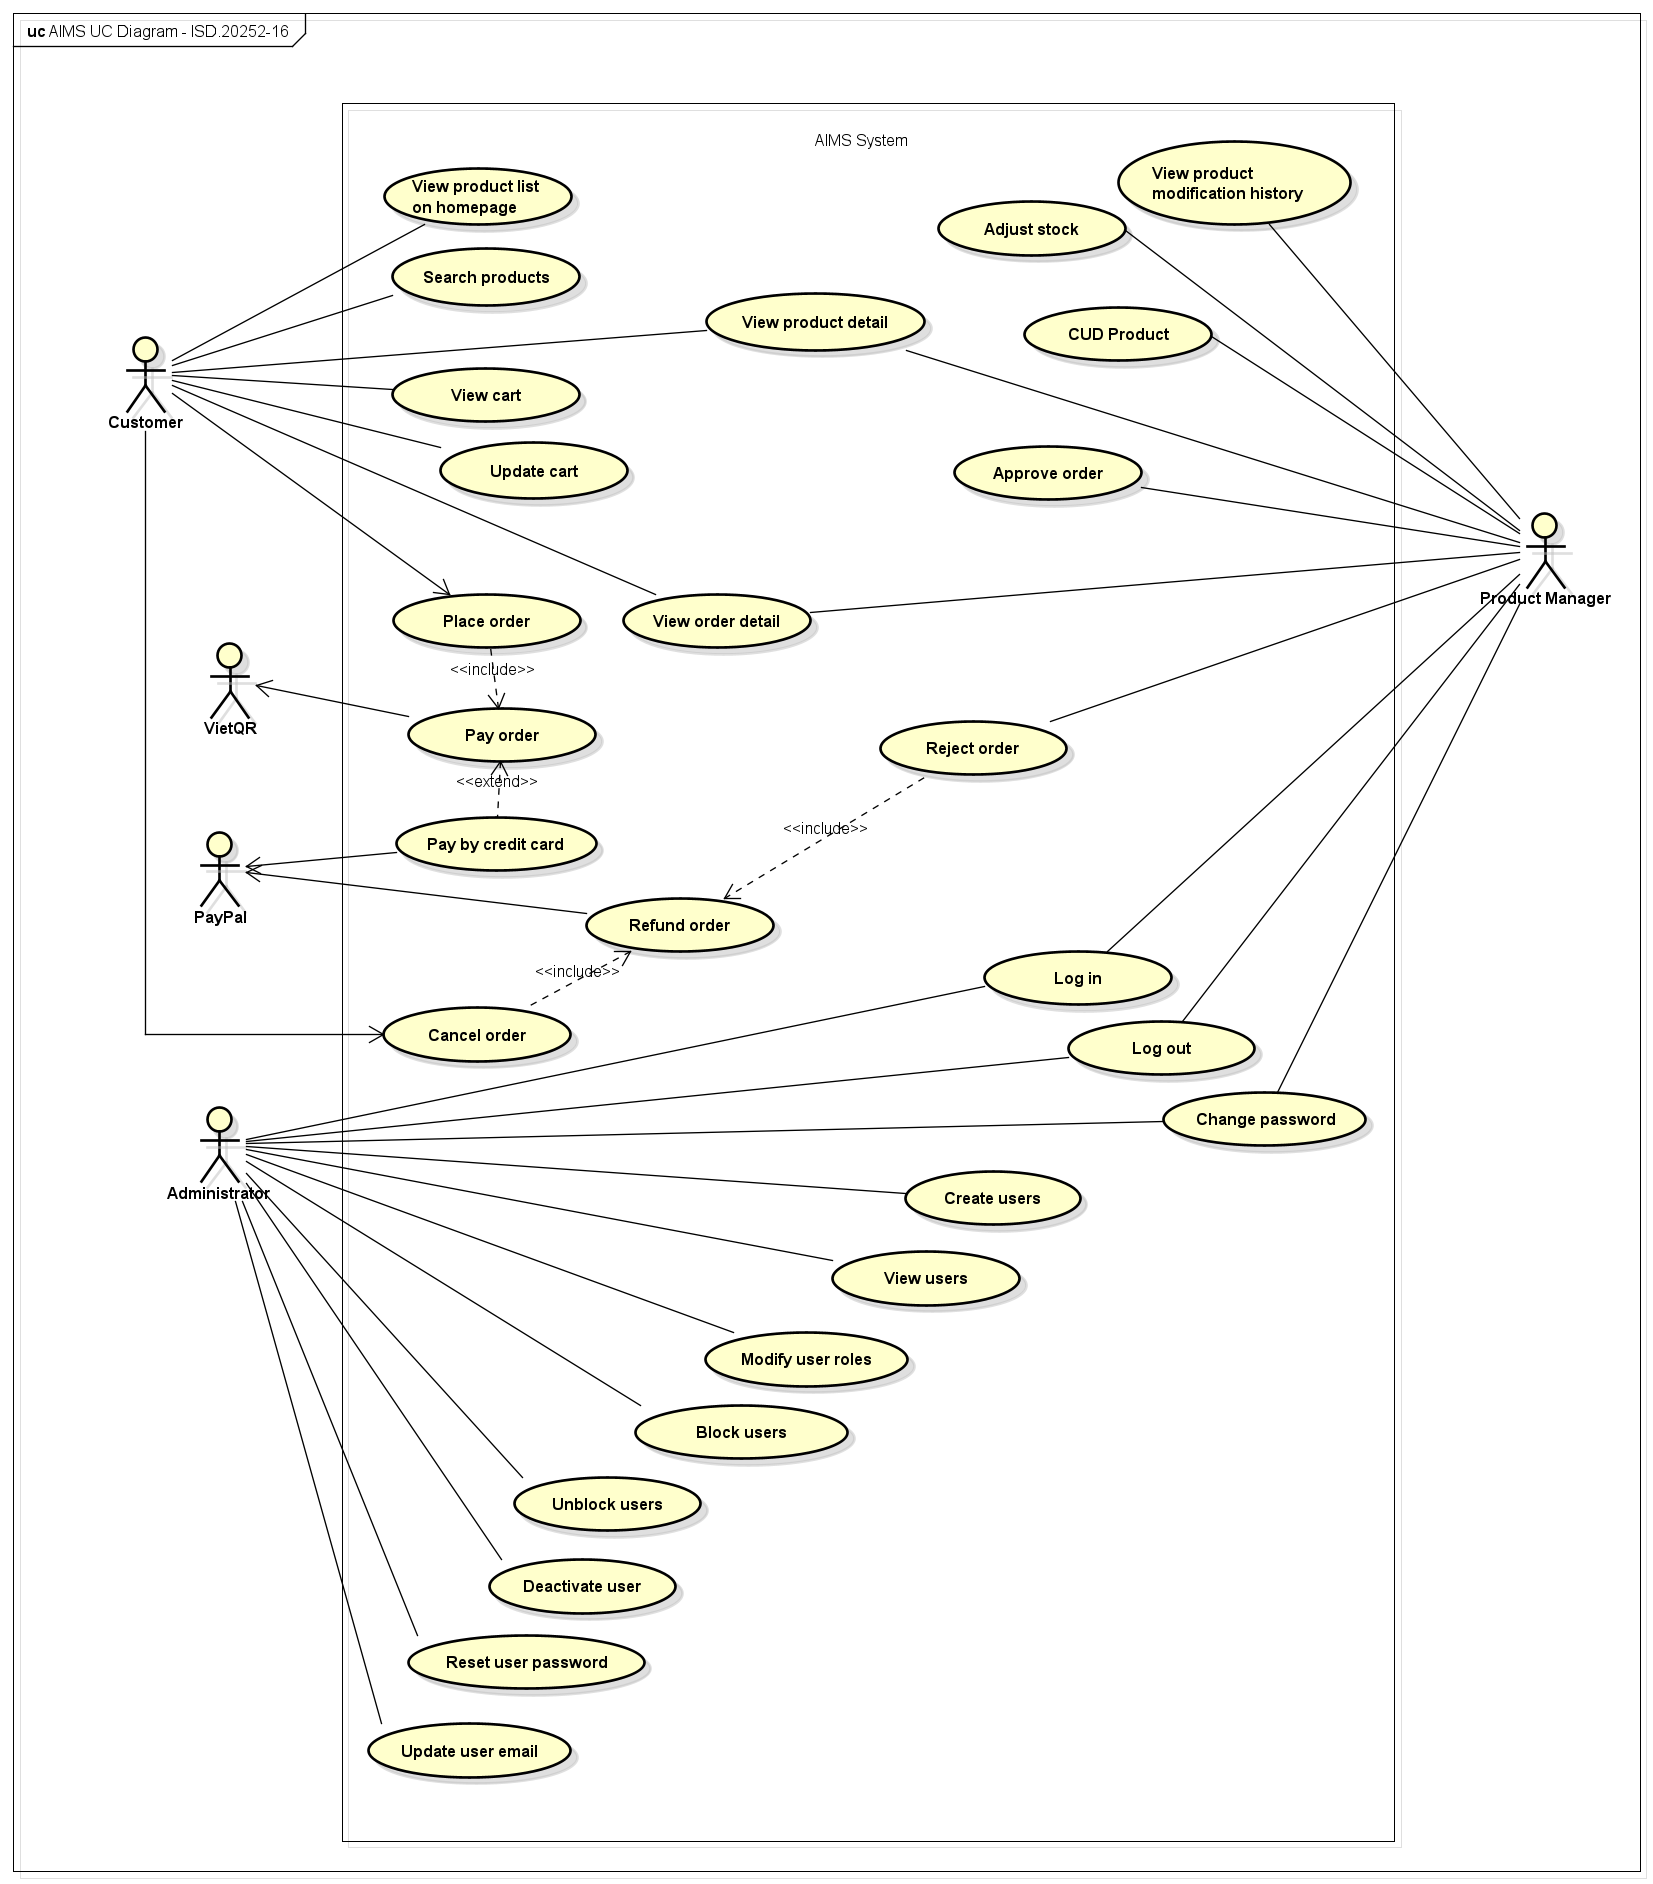 uc AIMS UC Diagram - ISD.20252-16
AIMS System
View product list
on homepage
View product
modification history
Adjust stock
Search products
View product detail
CUD Product
View cart
Customer
Update cart
Approve order
Product Manager
Place order
View order detail
<<include>>
VietQR
Pay order
Reject order
<<extend>>
<<include>>
Pay by credit card
PayPal
Refund order
<<include>>
Log in
Cancel order
Log out
Change password
Administrator
Create users
View users
Modify user roles
Block users
Unblock users
Deactivate user
Reset user password
Update user email